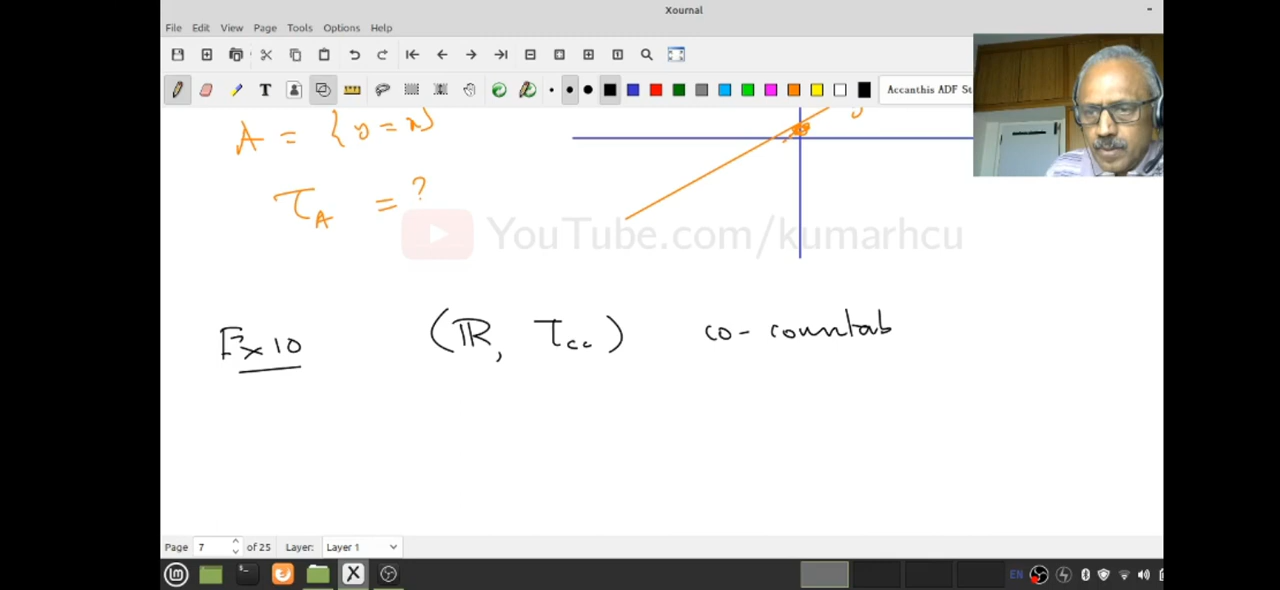 Xournal
File Edit View Page Tools Options Help
Accanthis ADF St
A = {y = x}
τ_A = ?
YouTube.com/kumarhcu
Ex 10 (ℝ, τ_cc) co-countab
Page 7 of 25 Layer: Layer 1
EN